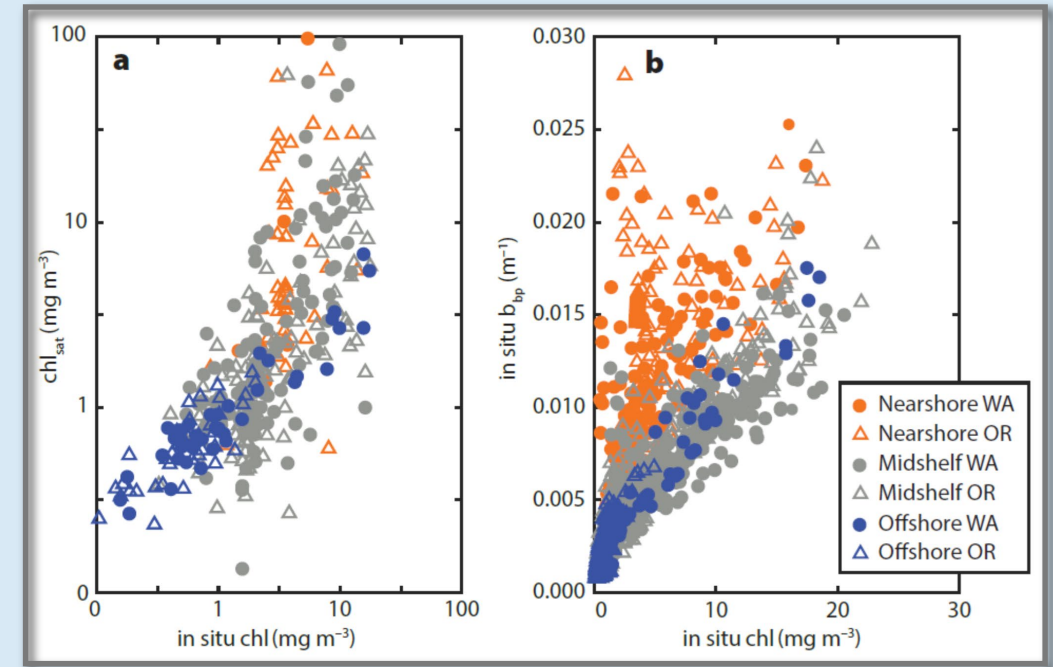 a
100
10
1
0
chl_sat (mg m⁻³)
0
1
10
100
in situ chl (mg m⁻³)
b
0.030
0.025
0.020
0.015
0.010
0.005
0.000
in situ b_bp (m⁻¹)
0
10
20
30
in situ chl (mg m⁻³)
Nearshore WA
Nearshore OR
Midshelf WA
Midshelf OR
Offshore WA
Offshore OR